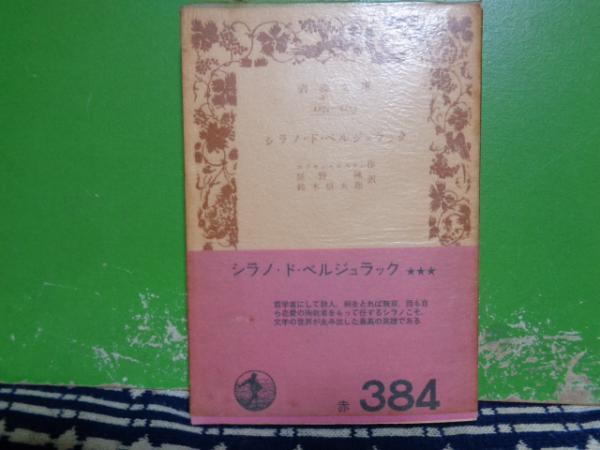 岩波文庫
シラノ・ド・ベルジュラック
エドモン・ロスタン作
辰野隆
鈴木信太郎
訳
シラノ・ド・ベルジュラック ★★★
哲学者にして詩人、剣をとれば無双、自ら恋愛の殉教者をもって任ずるシラノこそ、
文学の世界が生み出した最高の英雄である
赤 384